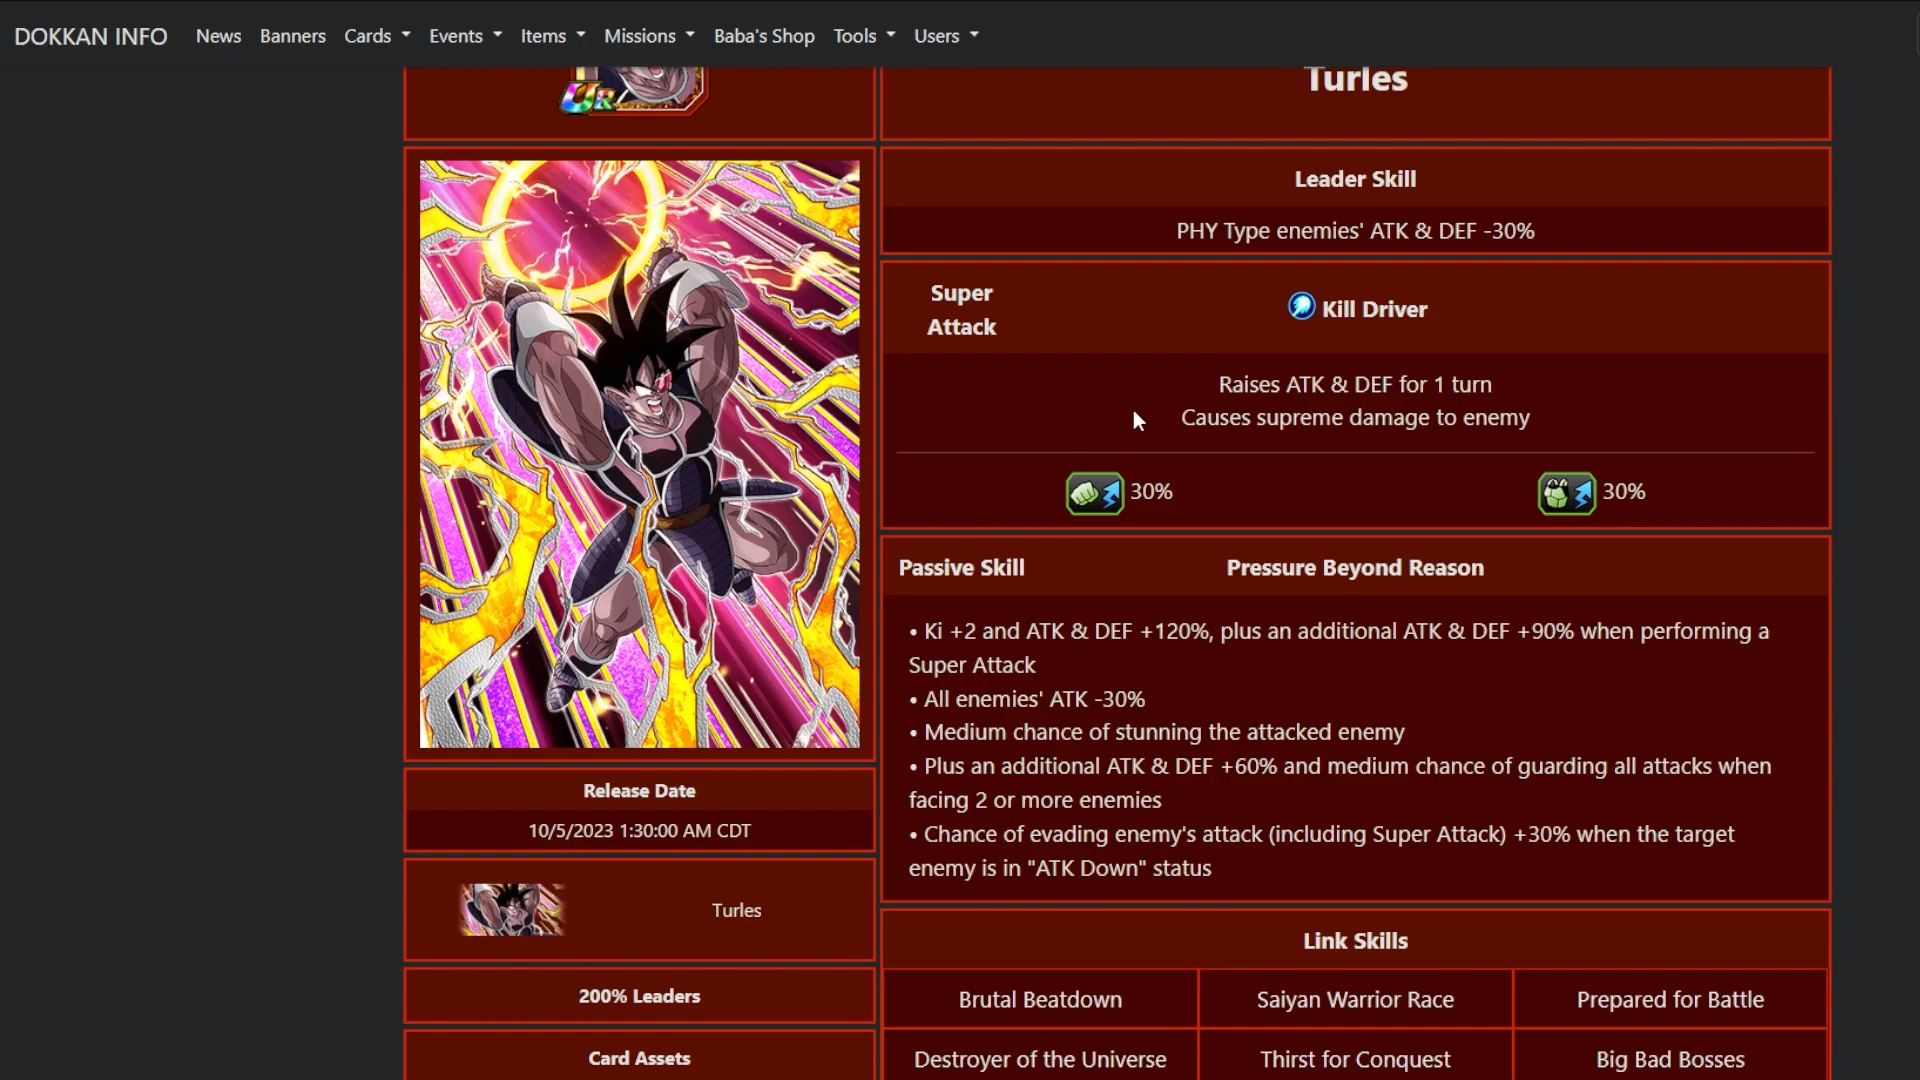 DOKKAN INFO News Banners Cards Events Items Missions Baba's Shop Tools Users
UR
Turles
Leader Skill
PHY Type enemies' ATK & DEF -30%
Super
Attack
Kill Driver
Raises ATK & DEF for 1 turn
Causes supreme damage to enemy
30% 30%
Passive Skill Pressure Beyond Reason
• Ki +2 and ATK & DEF +120%, plus an additional ATK & DEF +90% when performing a
Super Attack
• All enemies' ATK -30%
• Medium chance of stunning the attacked enemy
• Plus an additional ATK & DEF +60% and medium chance of guarding all attacks when
facing 2 or more enemies
• Chance of evading enemy's attack (including Super Attack) +30% when the target
enemy is in "ATK Down" status
Release Date
10/5/2023 1:30:00 AM CDT
Turles
200% Leaders
Card Assets
Link Skills
Brutal Beatdown Saiyan Warrior Race Prepared for Battle
Destroyer of the Universe Thirst for Conquest Big Bad Bosses